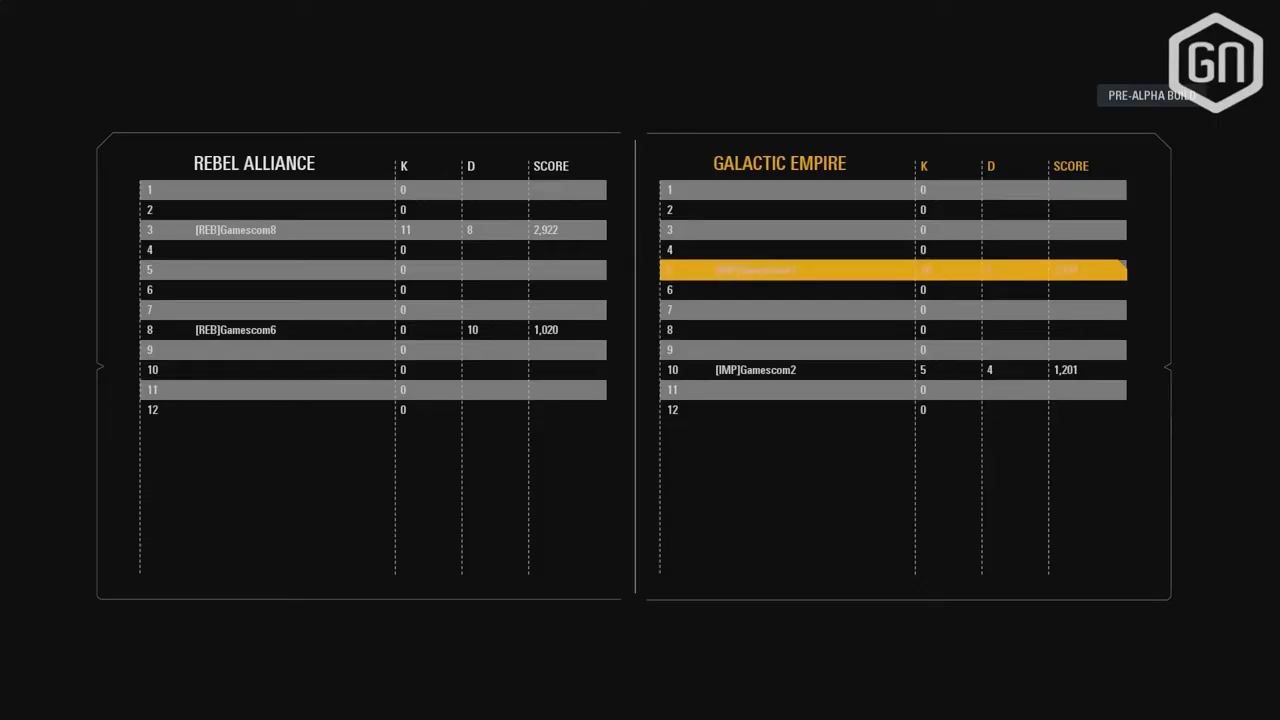 GN
PRE-ALPHA BUILD
REBEL ALLIANCE K D SCORE
1 0
2 0
3 [REB]Gamescom8 11 8 2,922
4 0
5 0
6 0
7 0
8 [REB]Gamescom6 0 10 1,020
9 0
10 0
11 0
12 0
GALACTIC EMPIRE K D SCORE
1 0
2 0
3 0
4 0
6 0
7 0
8 0
9 0
10 [IMP]Gamescom2 5 4 1,201
11 0
12 0